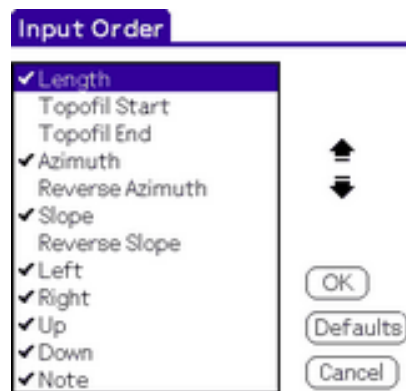 Input Order
Length
Topofil Start
Topofil End
Azimuth
Reverse Azimuth
Slope
Reverse Slope
Left
Right
Up
Down
Note
OK
Defaults
Cancel